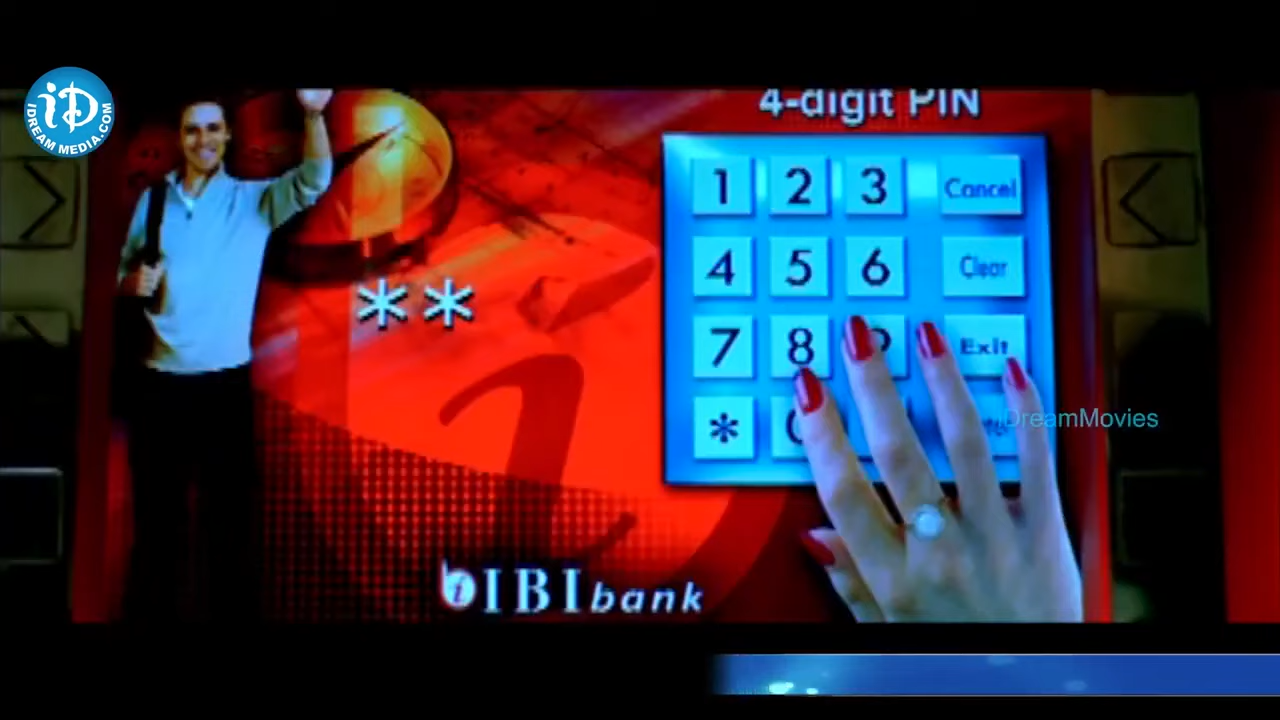 iD
IDREAM MEDIA.COM
4-digit PIN
1 2 3 Cancel
4 5 6 Clear
7 8 Exit
*
**
iDreamMovies
i IBI bank